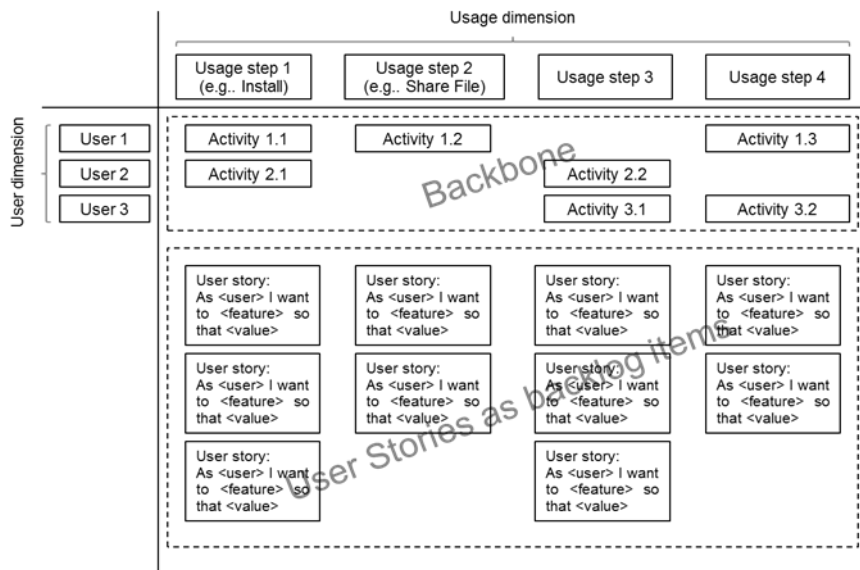 Usage dimension
Usage step 1
(e.g.. Install)
Usage step 2
(e.g.. Share File)
Usage step 3
Usage step 4
User dimension
User 1
Activity 1.1
Activity 1.2
Activity 1.3
User 2
Activity 2.1
Activity 2.2
User 3
Activity 3.1
Activity 3.2
Backbone
User story:
As <user> I want
to <feature> so
that <value>
User story:
As <user> I want
to <feature> so
that <value>
User story:
As <user> I want
to <feature> so
that <value>
User story:
As <user> I want
to <feature> so
that <value>
User story:
As <user> I want
to <feature> so
that <value>
User story:
As <user> I want
to <feature> so
that <value>
User story:
As <user> I want
to <feature> so
that <value>
User story:
As <user> I want
to <feature> so
that <value>
User story:
As <user> I want
to <feature> so
that <value>
User story:
As <user> I want
to <feature> so
that <value>
User Stories as backlog items